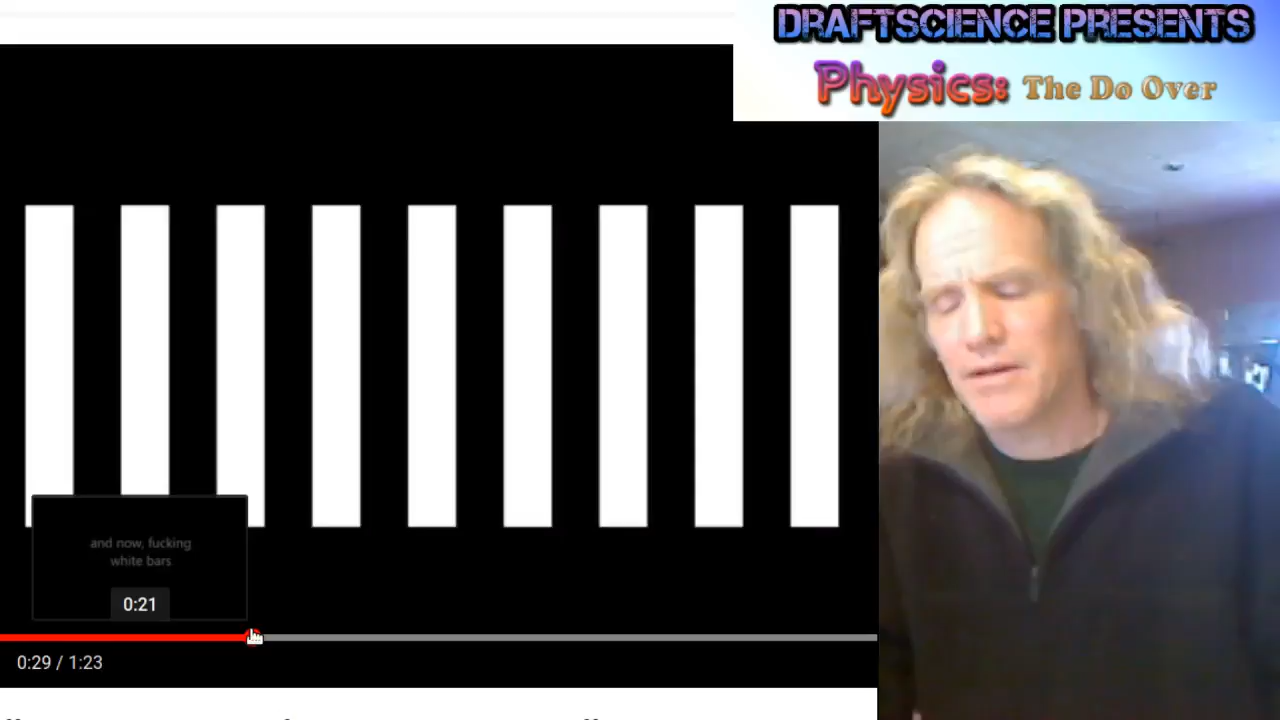 DRAFTSCIENCE PRESENTS
Physics: The Do Over
and now, fucking
white bars
0:21
0:29 / 1:23